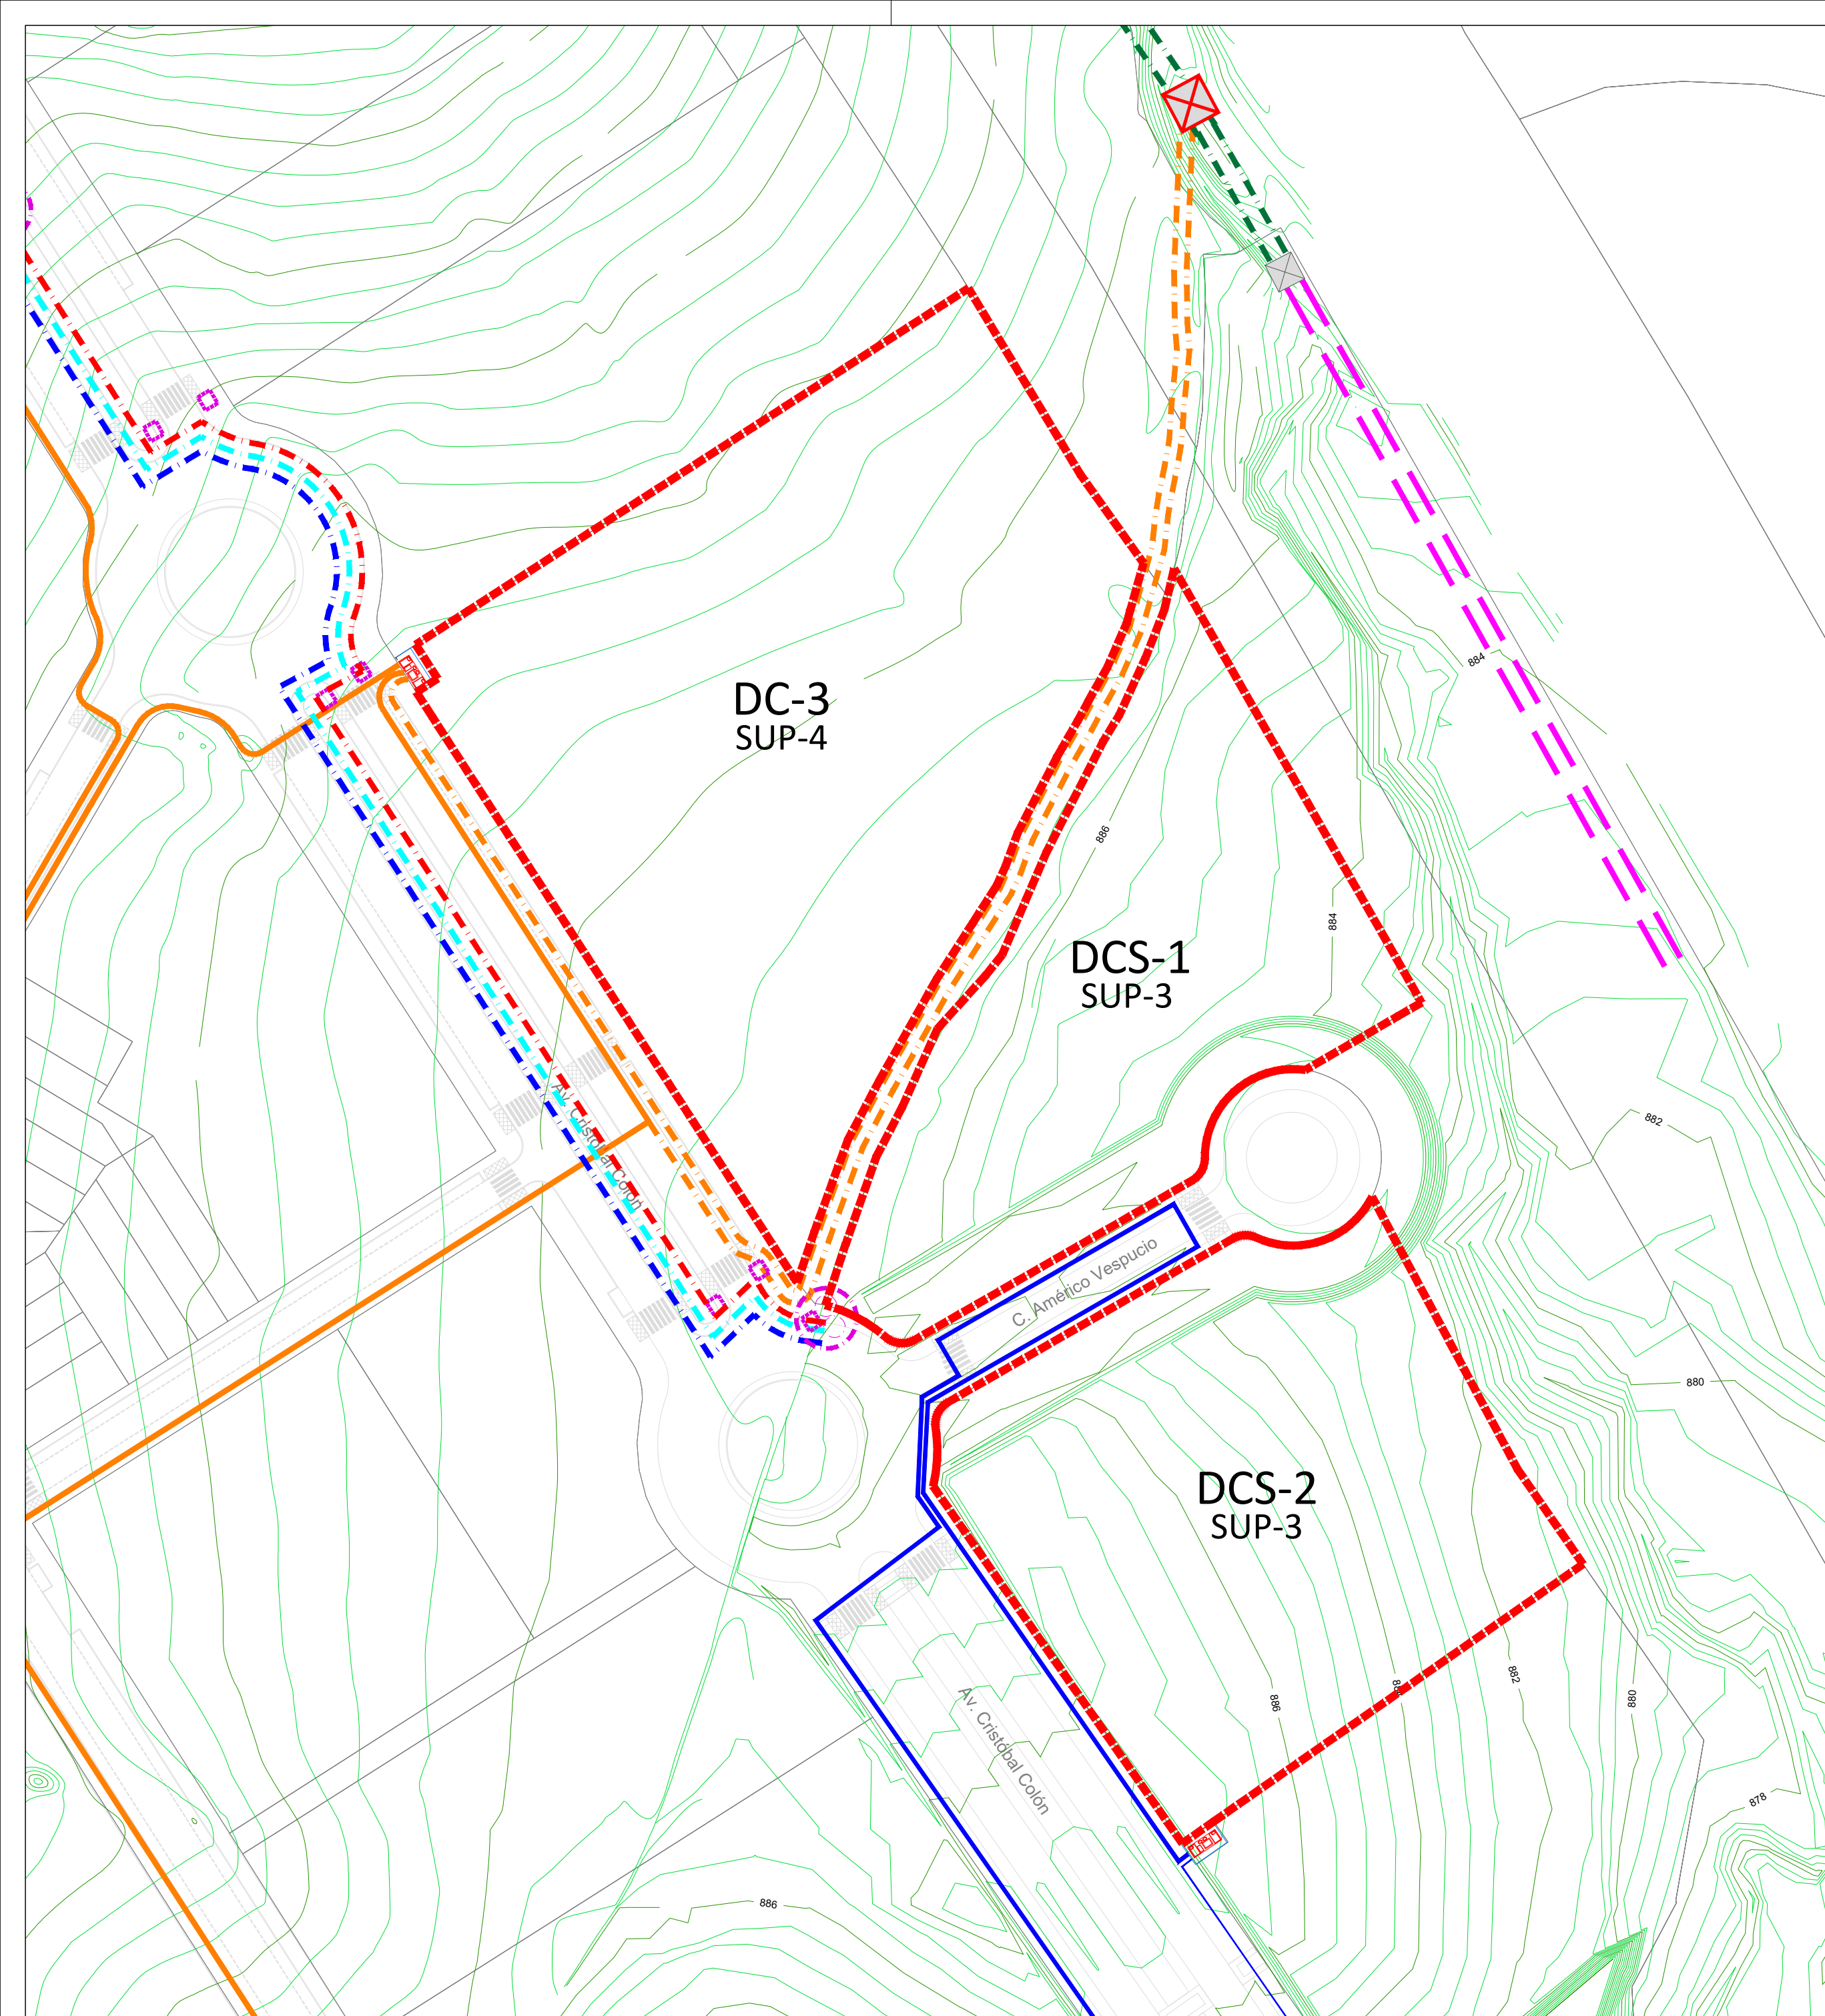 884
DC-3
SUP-4
886
884
DCS-1
SUP-3
Av. Cristóbal Colón
882
C. Américo Vespucio
880
DCS-2
SUP-3
886
882
880
Av. Cristóbal Colón
878
886